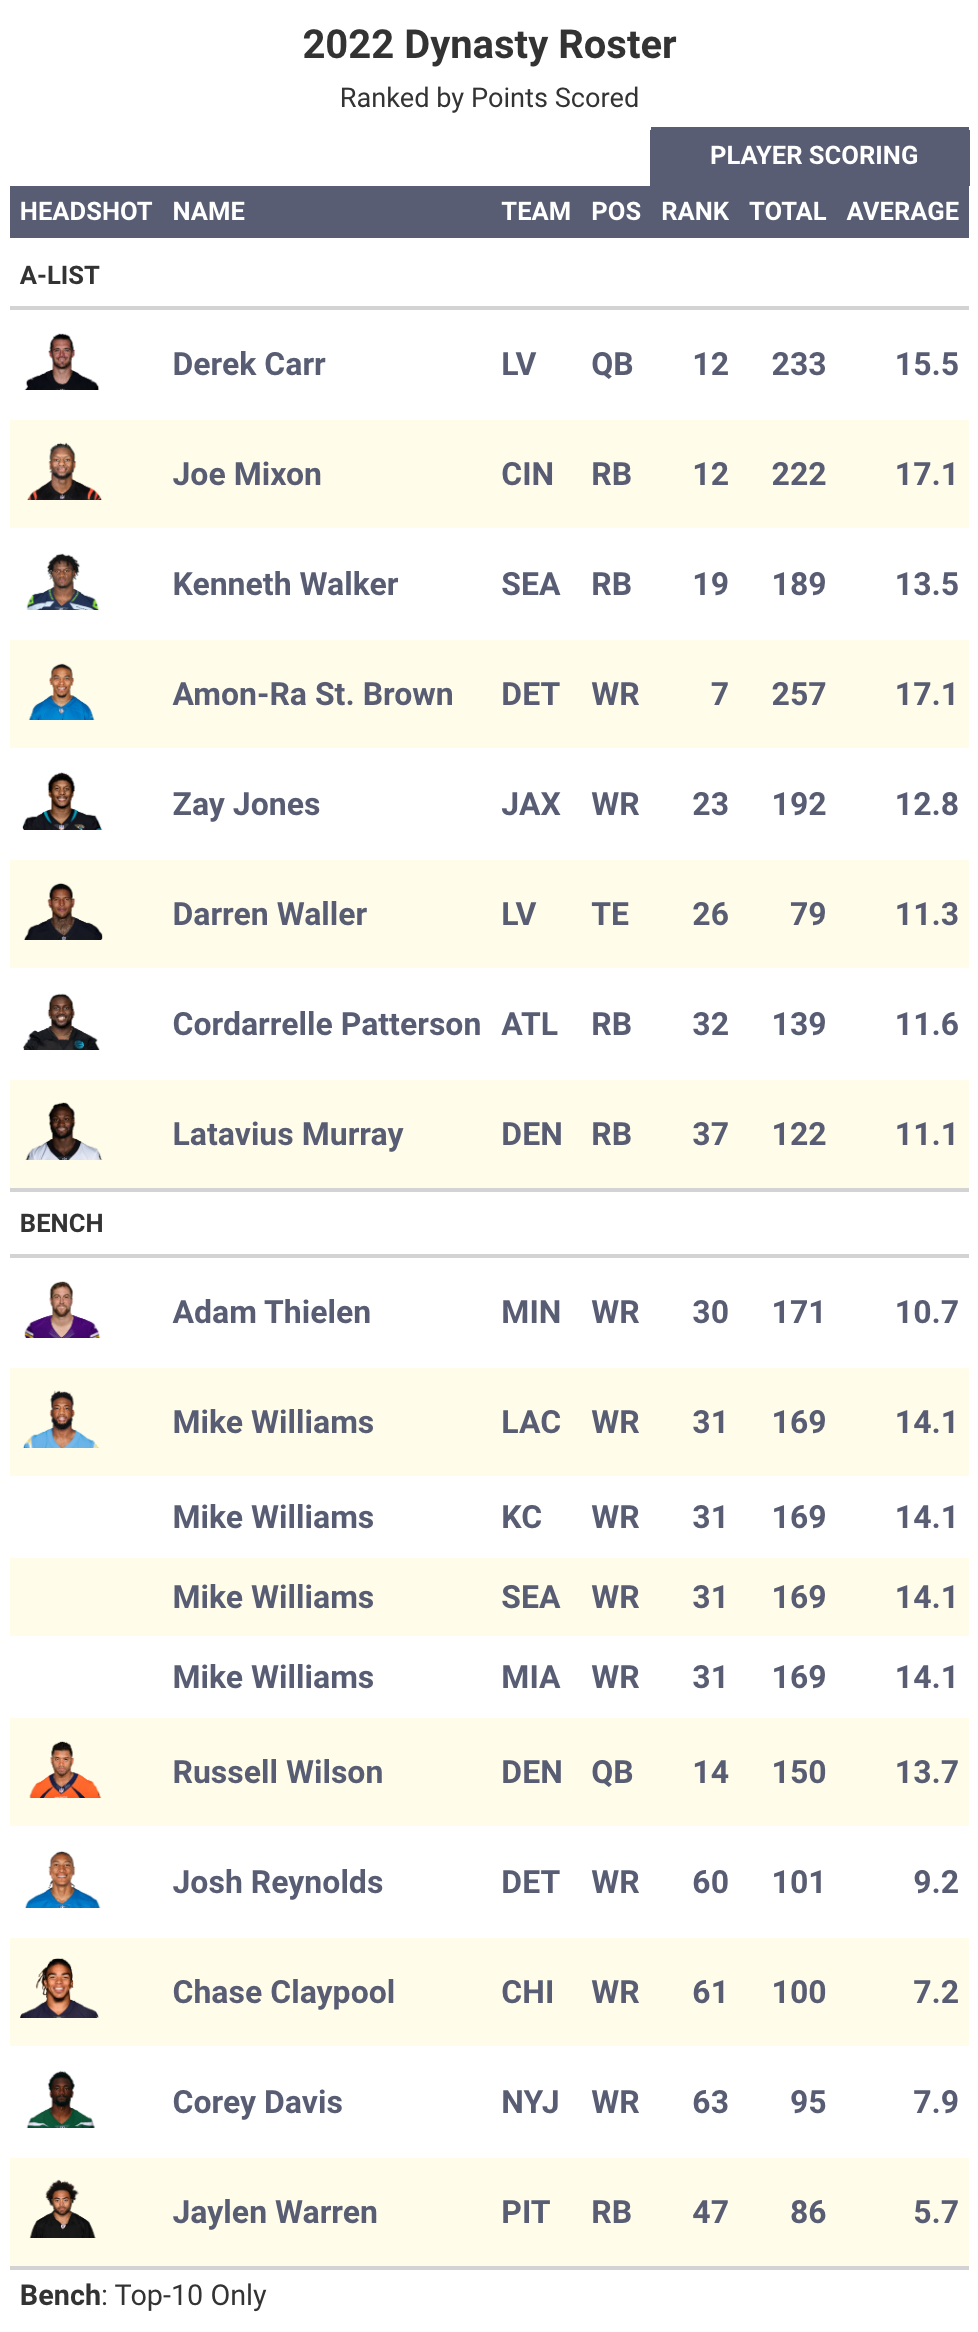 2022 Dynasty Roster
Ranked by Points Scored
PLAYER SCORING
HEADSHOT NAME TEAM POS RANK TOTAL AVERAGE
A-LIST
Derek Carr LV QB 12 233 15.5
Joe Mixon CIN RB 12 222 17.1
Kenneth Walker SEA RB 19 189 13.5
Amon-Ra St. Brown DET WR 7 257 17.1
Zay Jones JAX WR 23 192 12.8
Darren Waller LV TE 26 79 11.3
Cordarrelle Patterson ATL RB 32 139 11.6
Latavius Murray DEN RB 37 122 11.1
BENCH
Adam Thielen MIN WR 30 171 10.7
Mike Williams LAC WR 31 169 14.1
Mike Williams KC WR 31 169 14.1
Mike Williams SEA WR 31 169 14.1
Mike Williams MIA WR 31 169 14.1
Russell Wilson DEN QB 14 150 13.7
Josh Reynolds DET WR 60 101 9.2
Chase Claypool CHI WR 61 100 7.2
Corey Davis NYJ WR 63 95 7.9
Jaylen Warren PIT RB 47 86 5.7
Bench: Top-10 Only